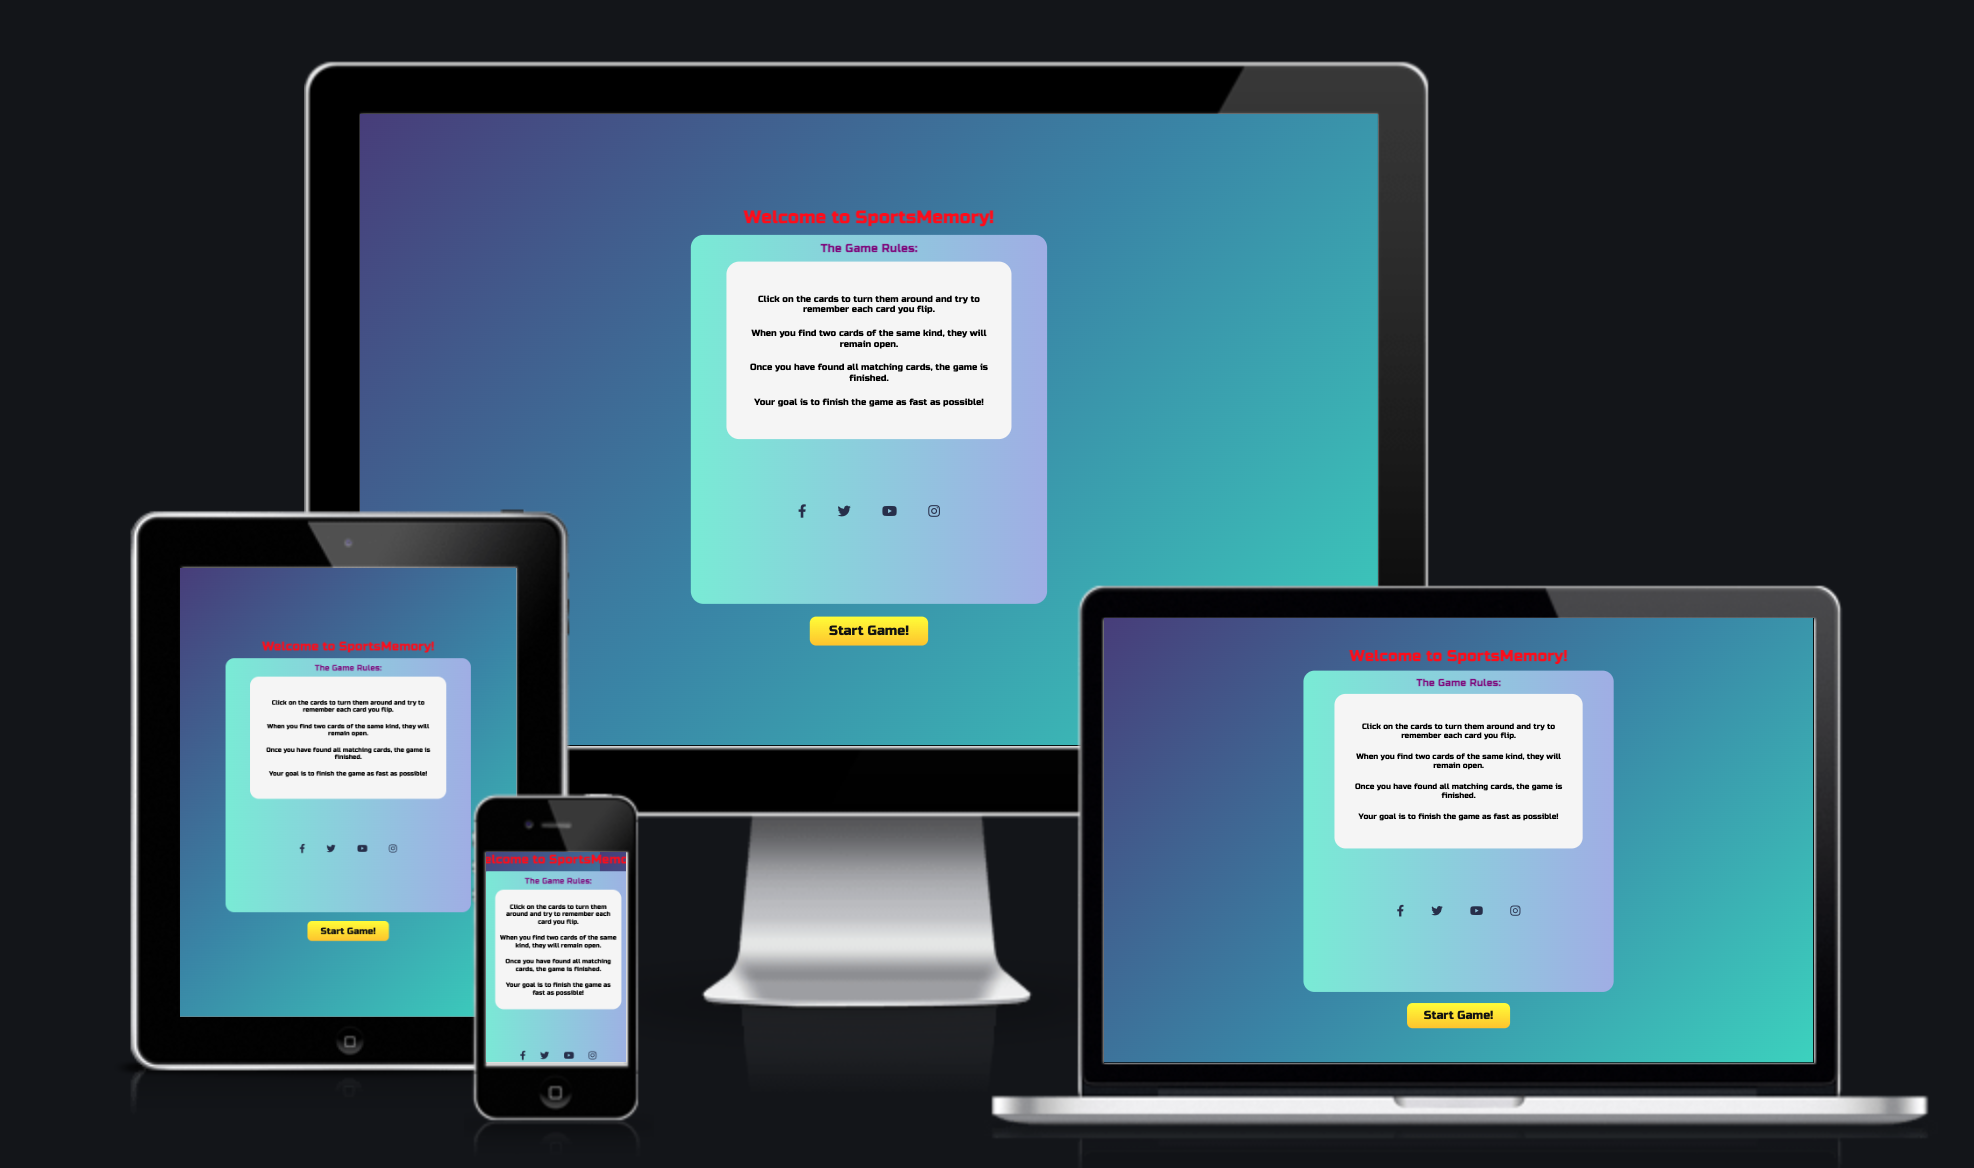 Welcome to SportsMemory!
The Game Rules:
Click on the cards to turn them around and try to
remember each card you flip.
When you find two cards of the same kind, they will
remain open.
Once you have found all matching cards, the game is
finished.
Your goal is to finish the game as fast as possible!
Start Game!
Welcome to SportsMemory!
The Game Rules:
Click on the cards to turn them around and try to
remember each card you flip.
When you find two cards of the same kind, they will
remain open.
Once you have found all matching cards, the game is
finished.
Your goal is to finish the game as fast as possible!
Start Game!
elcome to SportsMemo
The Game Rules:
Click on the cards to turn them
around and try to remember each
card you flip.
When you find two cards of the same
kind, they will remain open.
Once you have found all matching
cards, the game is finished.
Your goal is to finish the game as
fast as possible!
Welcome to SportsMemory!
The Game Rules:
Click on the cards to turn them around and try to
remember each card you flip.
When you find two cards of the same kind, they will
remain open.
Once you have found all matching cards, the game is
finished.
Your goal is to finish the game as fast as possible!
Start Game!